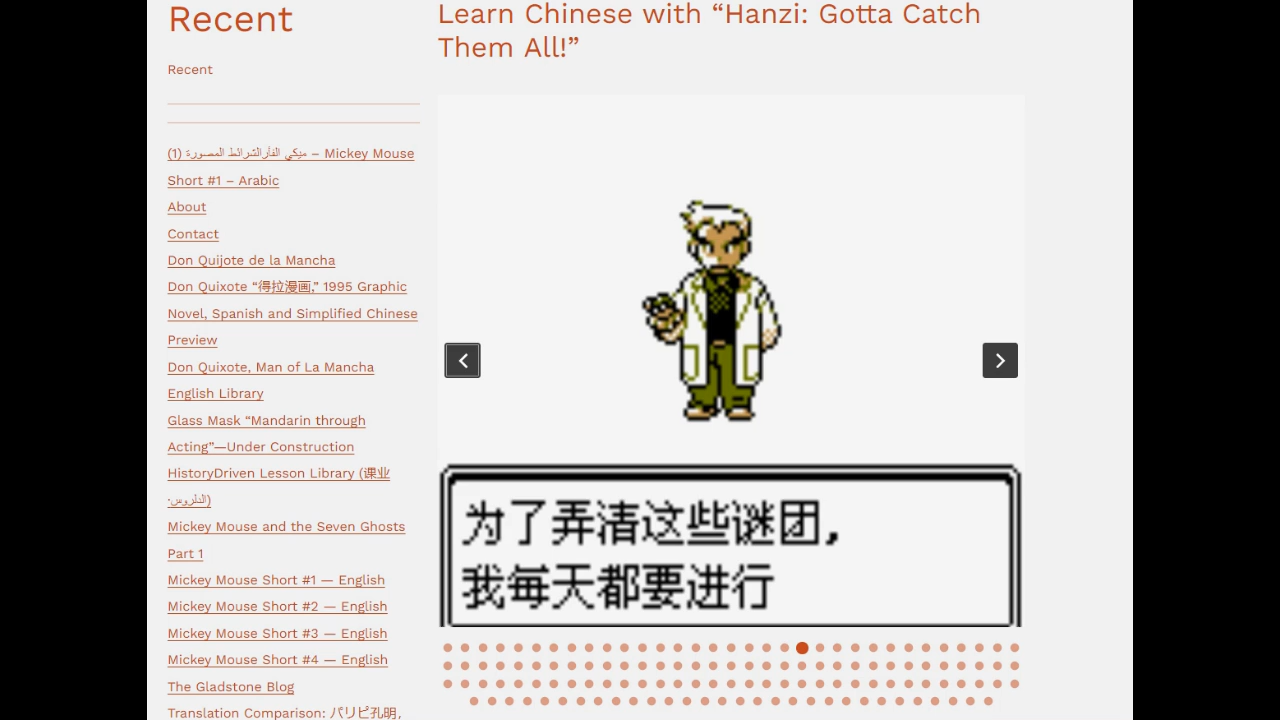 Recent
Recent
ميكي الفأرالشرائط المصورة (1) – Mickey Mouse
Short #1 – Arabic
About
Contact
Don Quijote de la Mancha
Don Quixote “得拉漫画,” 1995 Graphic
Novel, Spanish and Simplified Chinese
Preview
Don Quixote, Man of La Mancha
English Library
Glass Mask “Mandarin through
Acting”—Under Construction
HistoryDriven Lesson Library (课业
Mickey Mouse and the Seven Ghosts
Part 1
Mickey Mouse Short #1 — English
Mickey Mouse Short #2 — English
Mickey Mouse Short #3 — English
Mickey Mouse Short #4 — English
The Gladstone Blog
Translation Comparison: パリピ孔明,
Learn Chinese with “Hanzi: Gotta Catch
Them All!”
为了弄清这些谜团,
我每天都要进行